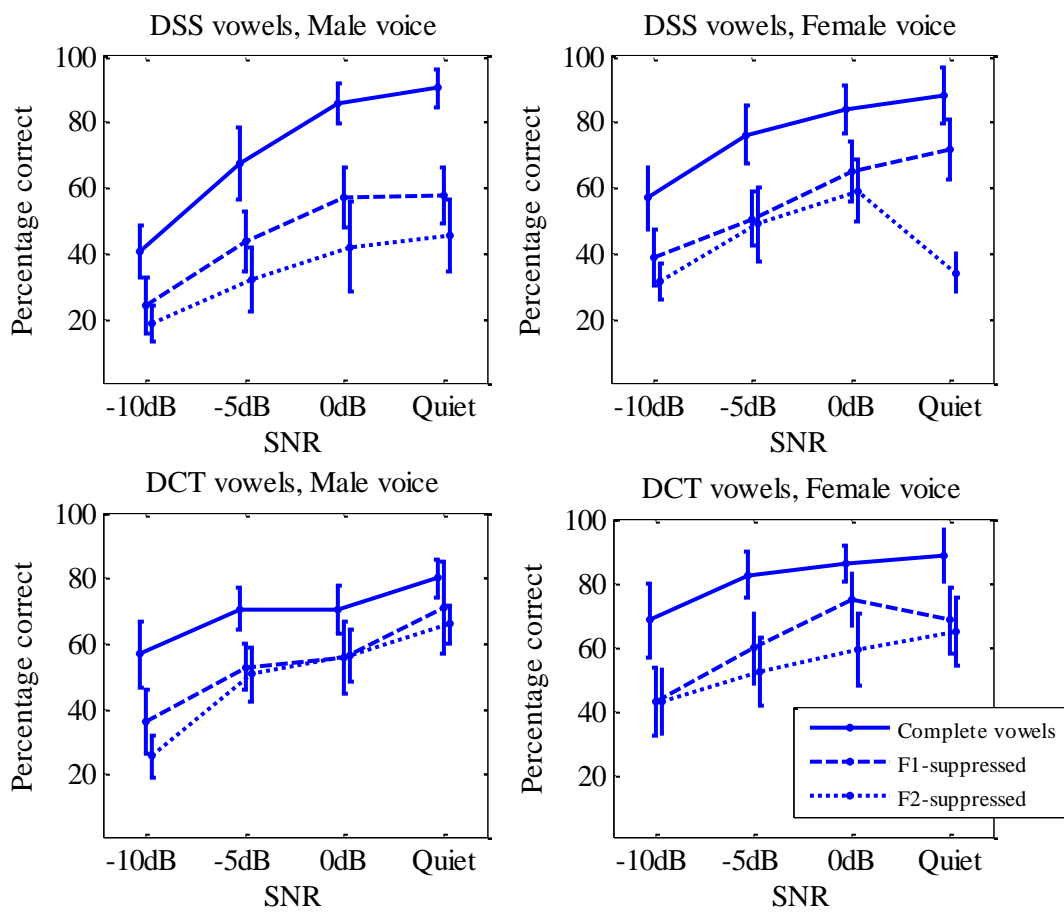 DSS vowels, Male voice
100
80
60
40
20
Percentage correct
-10dB -5dB 0dB Quiet
SNR
DSS vowels, Female voice
100
80
60
40
20
Percentage correct
-10dB -5dB 0dB Quiet
SNR
DCT vowels, Male voice
100
80
60
40
20
Percentage correct
-10dB -5dB 0dB Quiet
SNR
DCT vowels, Female voice
100
80
60
40
20
Percentage correct
-10dB -5dB 0dB Quiet
SNR
Complete vowels
F1-suppressed
F2-suppressed